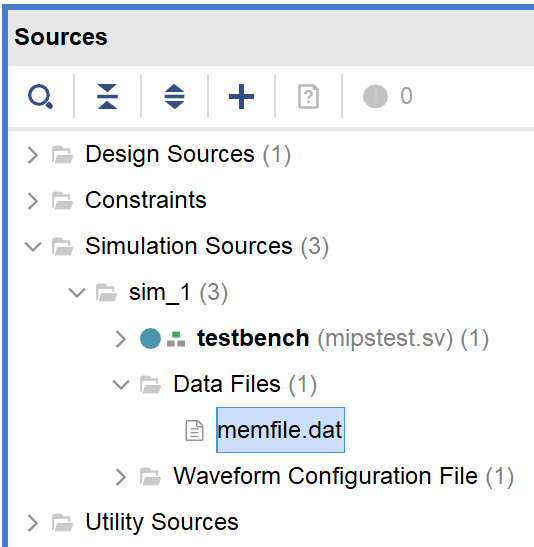 Sources
0
Design Sources (1)
Constraints
Simulation Sources (3)
sim_1 (3)
testbench (mipstest.sv) (1)
Data Files (1)
memfile.dat
Waveform Configuration File (1)
Utility Sources